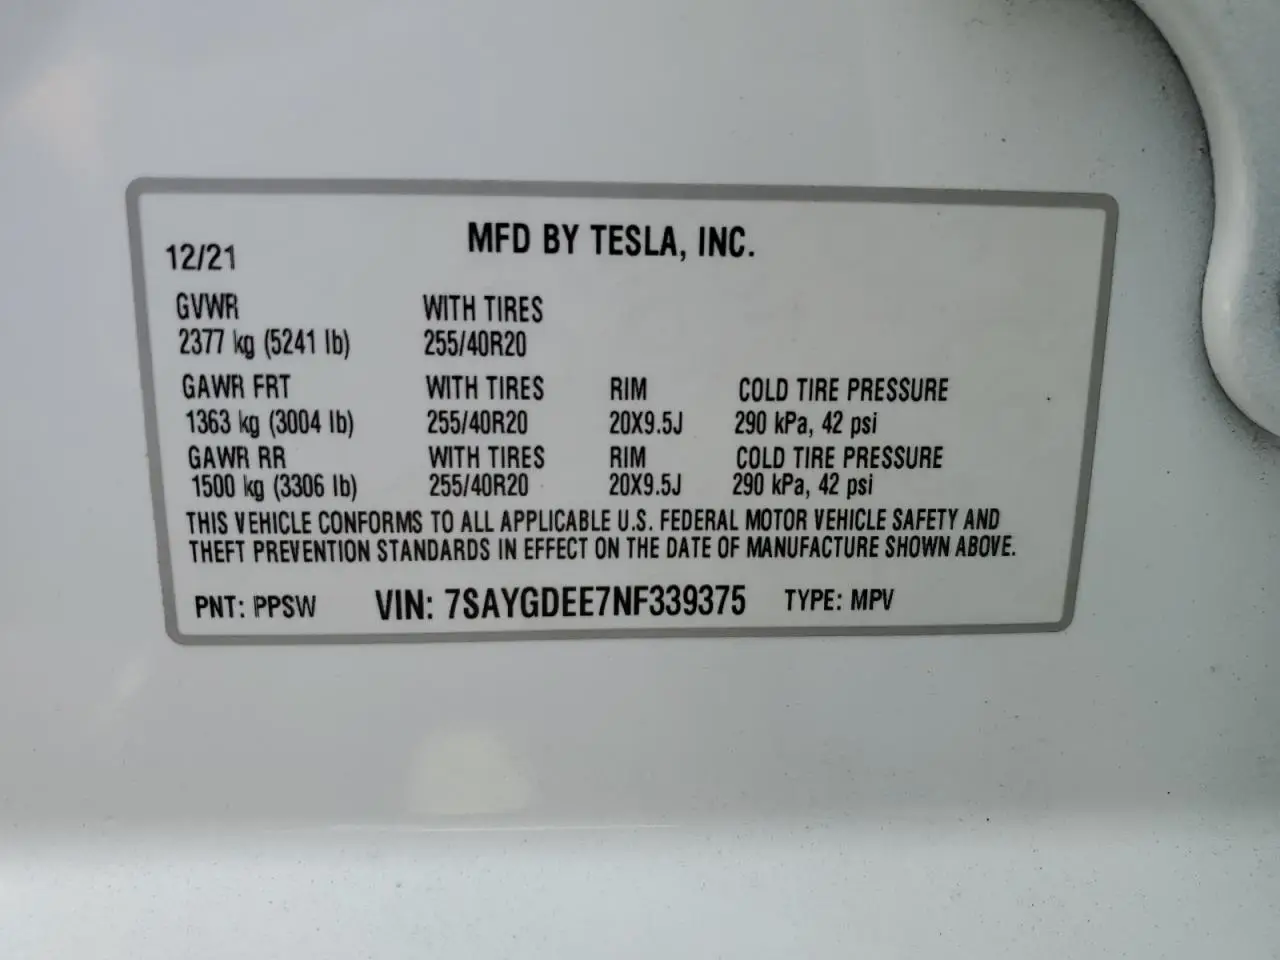 MFD BY TESLA, INC.
12/21
GVWR WITH TIRES
2377 kg (5241 lb) 255/40R20
GAWR FRT WITH TIRES RIM COLD TIRE PRESSURE
1363 kg (3004 lb) 255/40R20 20X9.5J 290 kPa, 42 psi
GAWR RR WITH TIRES RIM COLD TIRE PRESSURE
1500 kg (3306 lb) 255/40R20 20X9.5J 290 kPa, 42 psi
THIS VEHICLE CONFORMS TO ALL APPLICABLE U.S. FEDERAL MOTOR VEHICLE SAFETY AND
THEFT PREVENTION STANDARDS IN EFFECT ON THE DATE OF MANUFACTURE SHOWN ABOVE.
PNT: PPSW VIN: 7SAYGDEE7NF339375 TYPE: MPV